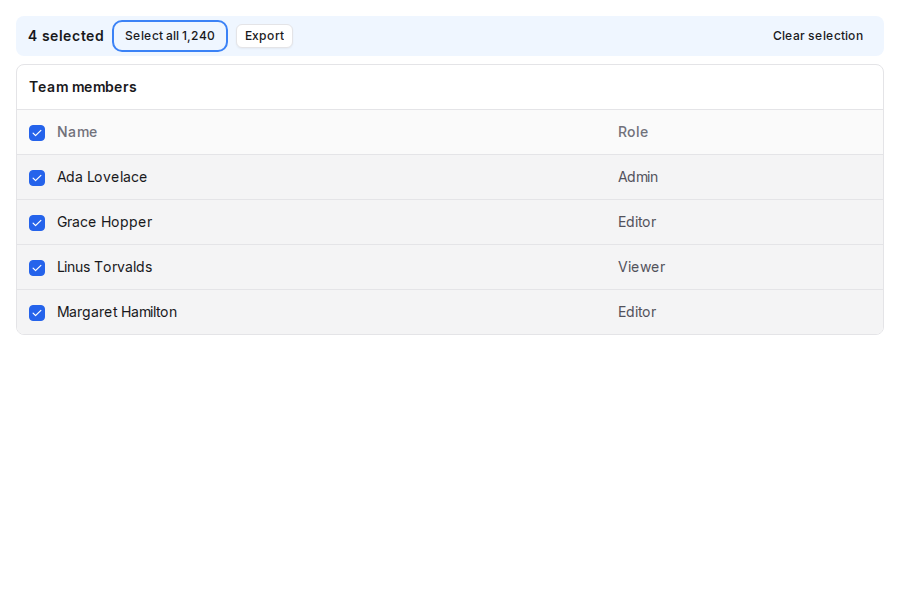 4 selected Select all 1,240 Export Clear selection
Team members
Name Role
Ada Lovelace Admin
Grace Hopper Editor
Linus Torvalds Viewer
Margaret Hamilton Editor